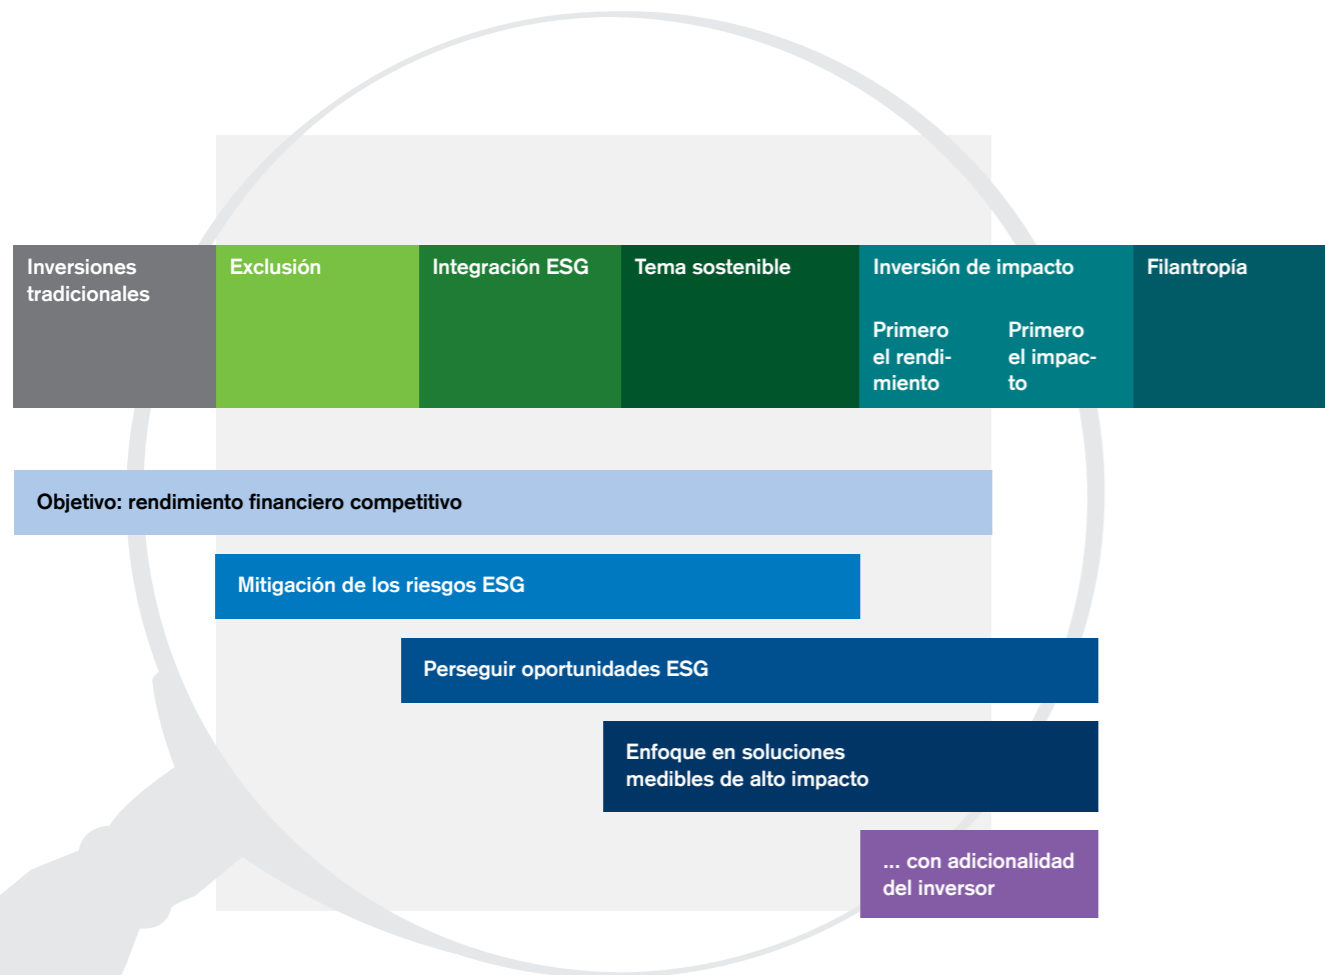 Inversiones
tradicionales
Exclusión
Integración ESG
Tema sostenible
Inversión de impacto
Primero
el rendi-
miento
Primero
el impac-
to
Filantropía
Objetivo: rendimiento financiero competitivo
Mitigación de los riesgos ESG
Perseguir oportunidades ESG
Enfoque en soluciones
medibles de alto impacto
... con adicionalidad
del inversor